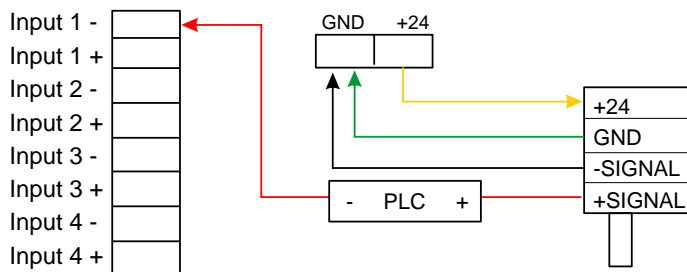 Input 1 -
Input 1 +
Input 2 -
Input 2 +
Input 3 -
Input 3 +
Input 4 -
Input 4 +
GND +24
- PLC +
+24
GND
-SIGNAL
+SIGNAL